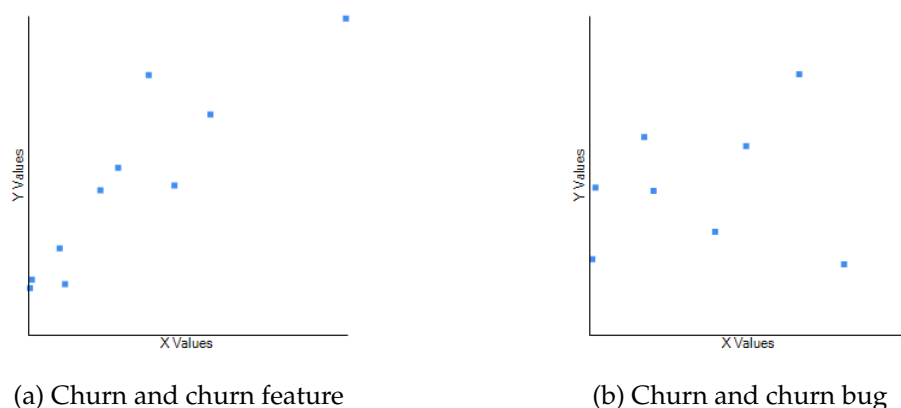 Y Values
X Values
(a) Churn and churn feature
Y Values
X Values
(b) Churn and churn bug